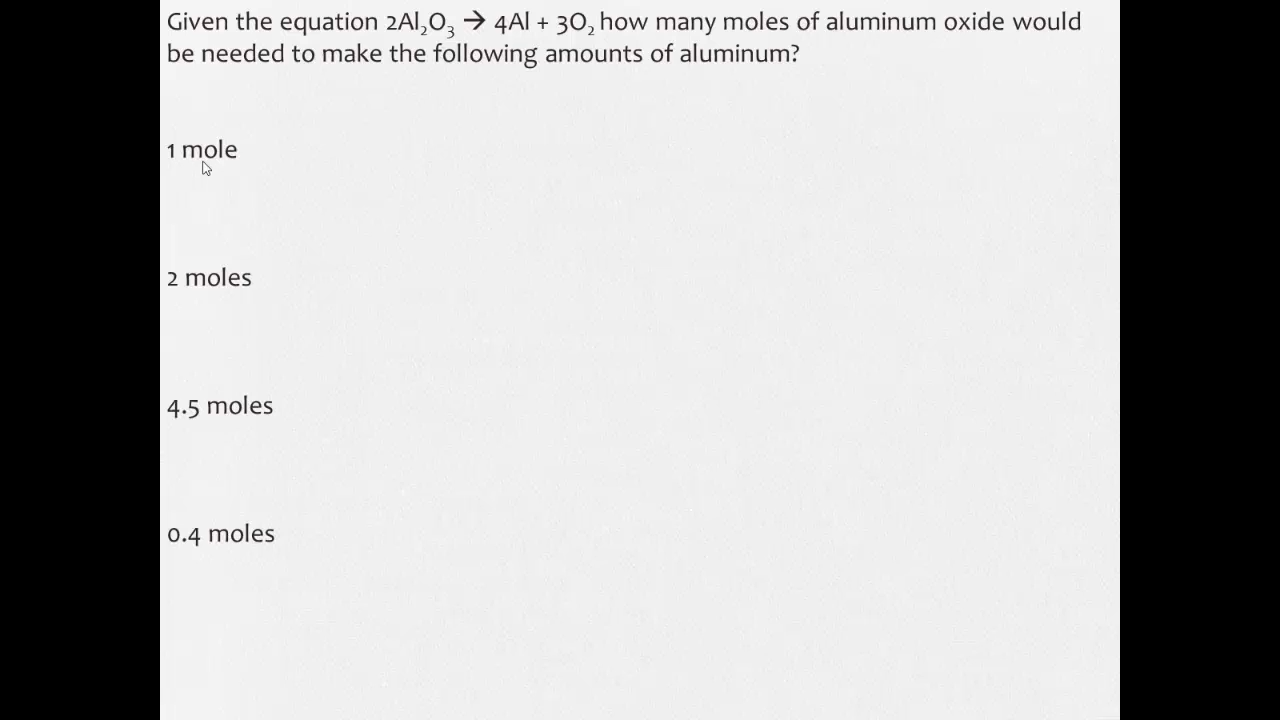 Given the equation 2Al₂O₃ → 4Al + 3O₂ how many moles of aluminum oxide would
be needed to make the following amounts of aluminum?
1 mole
2 moles
4.5 moles
0.4 moles